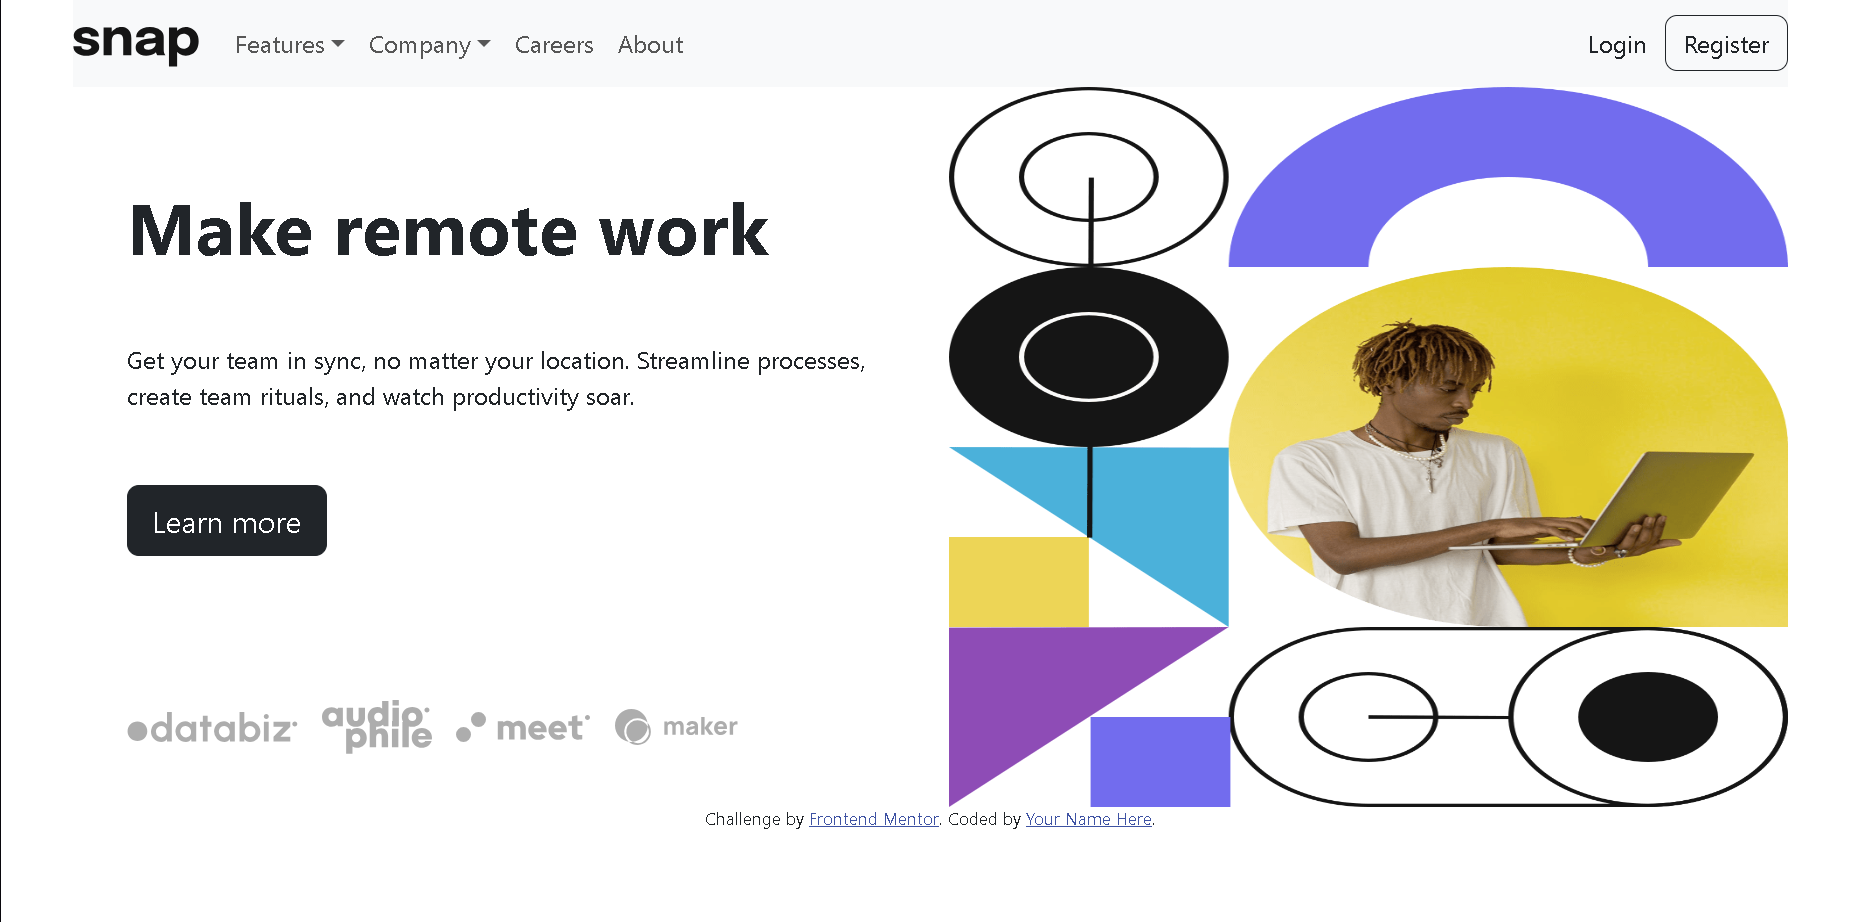 snap Features Company Careers About Login Register
Make remote work
Get your team in sync, no matter your location. Streamline processes,
create team rituals, and watch productivity soar.
Learn more
databiz audiophile meet maker
Challenge by Frontend Mentor. Coded by Your Name Here.